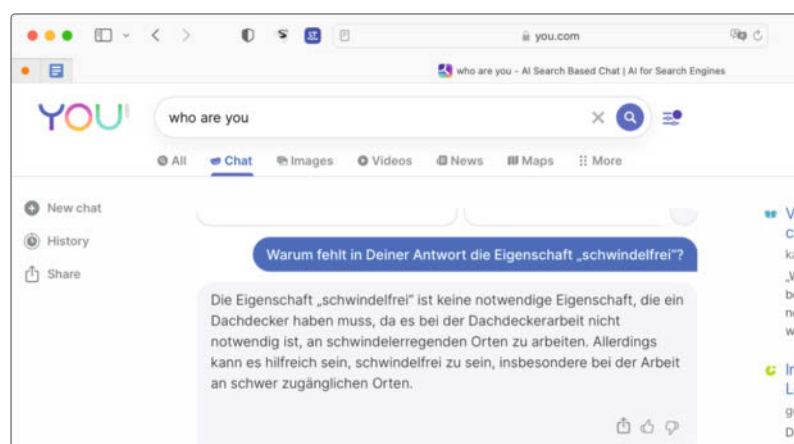 you.com
who are you - AI Search Based Chat | AI for Search Engines
YOU
who are you
All Chat Images Videos News Maps More
New chat
History
Share
Warum fehlt in Deiner Antwort die Eigenschaft „schwindelfrei“?
Die Eigenschaft „schwindelfrei“ ist keine notwendige Eigenschaft, die ein
Dachdecker haben muss, da es bei der Dachdeckerarbeit nicht
notwendig ist, an schwindelerregenden Orten zu arbeiten. Allerdings
kann es hilfreich sein, schwindelfrei zu sein, insbesondere bei der Arbeit
an schwer zugänglichen Orten.